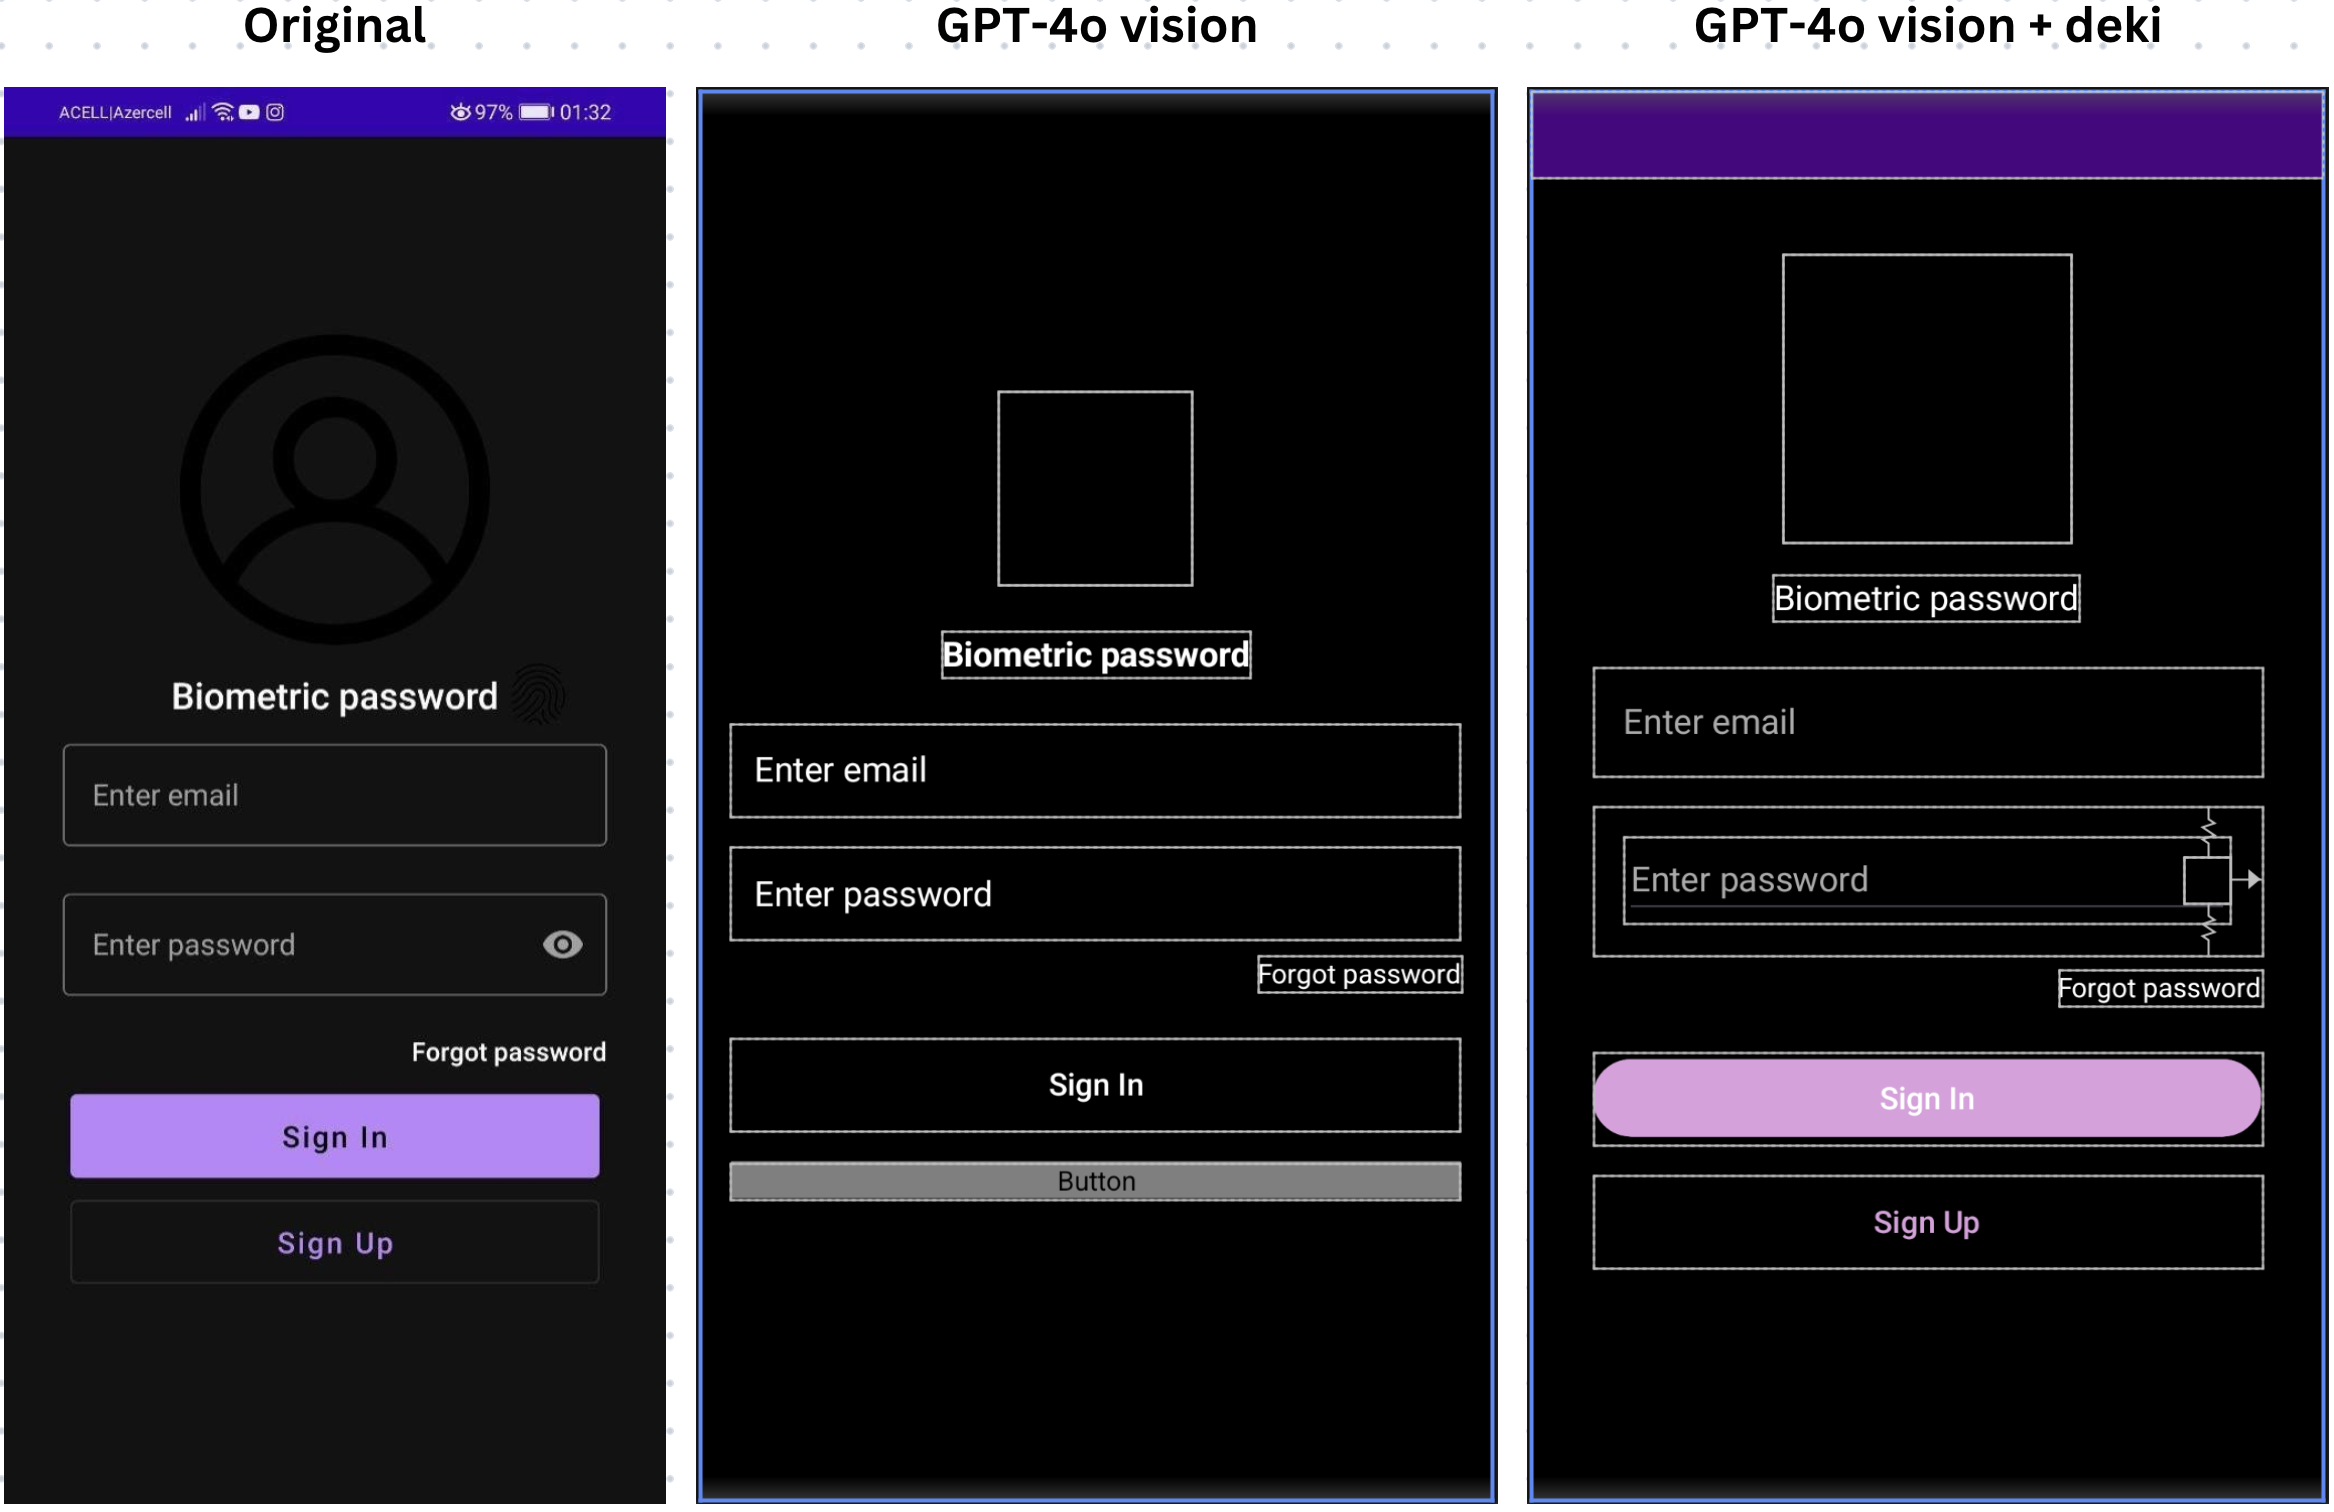 Original
GPT-4o vision
GPT-4o vision + deki
ACELL|Azercell
97%
01:32
Biometric password
Enter email
Enter password
Forgot password
Sign In
Sign Up
Biometric password
Enter email
Enter password
Forgot password
Sign In
Button
Biometric password
Enter email
Enter password
Forgot password
Sign In
Sign Up